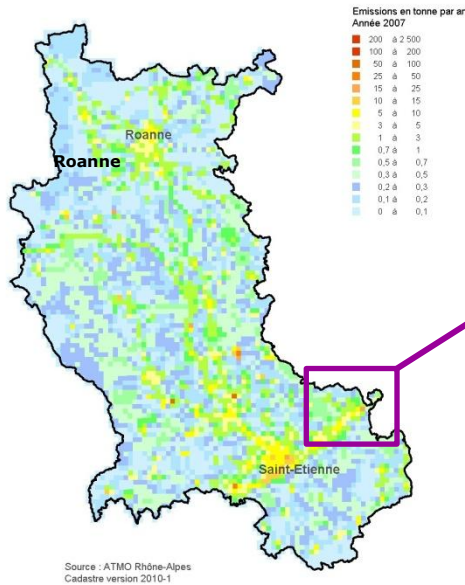 Emissions en tonne par an
Année 2007
200 à 2 500
100 à 200
50 à 100
25 à 50
15 à 25
10 à 15
5 à 10
3 à 5
1 à 3
0,7 à 1
0,5 à 0,7
0,3 à 0,5
0,2 à 0,3
0,1 à 0,2
0 à 0,1
Roanne
Roanne
Saint-Etienne
Source : ATMO Rhône-Alpes
Cadastre version 2010-1